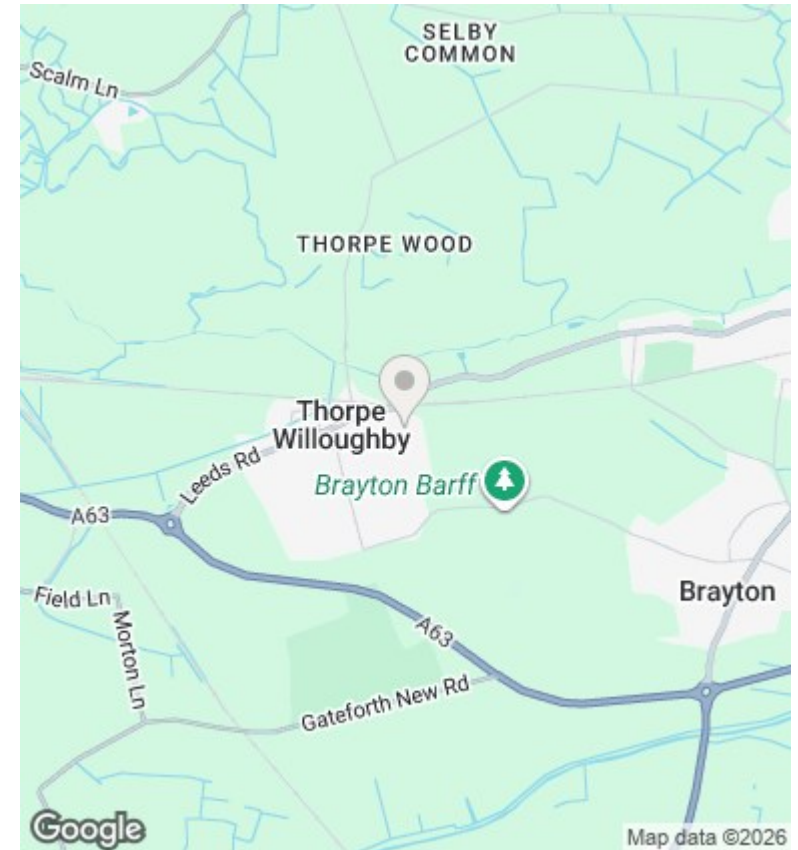 SELBY
COMMON
Scalm Ln
THORPE WOOD
Thorpe
Willoughby
Leeds Rd
Brayton Barff
A63
Field Ln
Morton Ln
Brayton
A63
Gateforth New Rd
Google
Map data ©2026